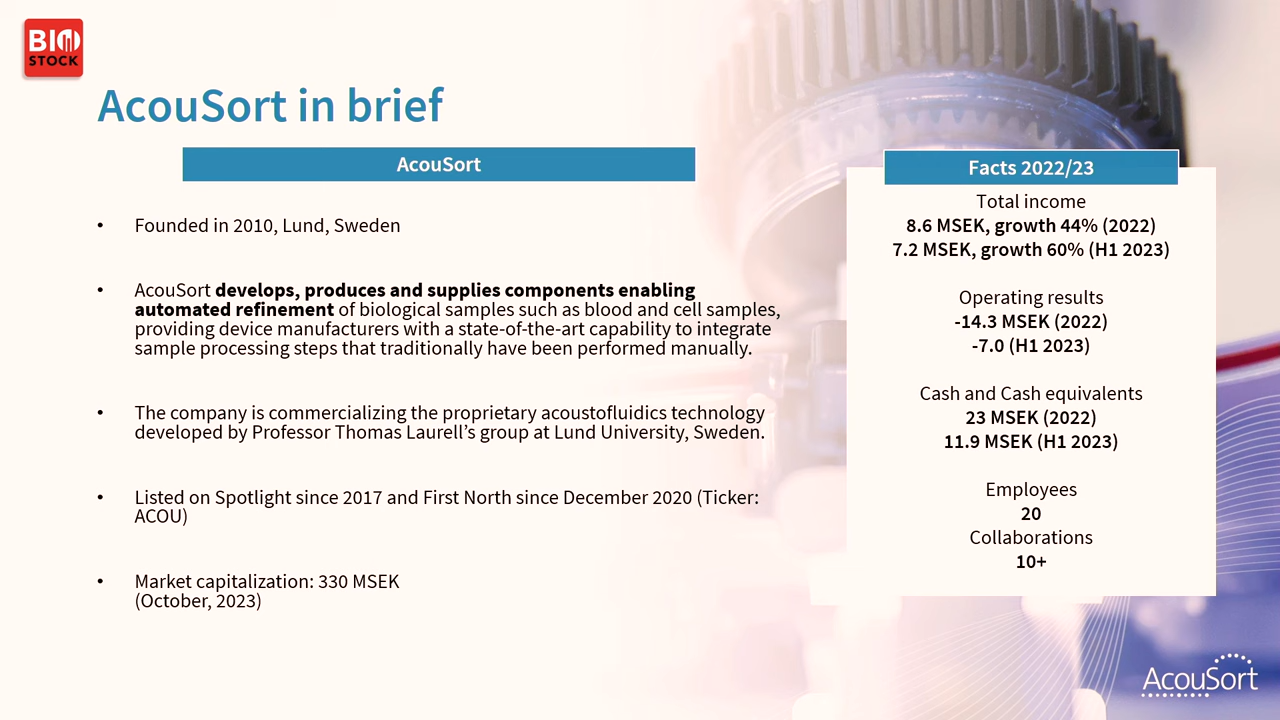 BIO
STOCK
AcouSort in brief
AcouSort
• Founded in 2010, Lund, Sweden
• AcouSort develops, produces and supplies components enabling
automated refinement of biological samples such as blood and cell samples,
providing device manufacturers with a state-of-the-art capability to integrate
sample processing steps that traditionally have been performed manually.
• The company is commercializing the proprietary acoustofluidics technology
developed by Professor Thomas Laurell’s group at Lund University, Sweden.
• Listed on Spotlight since 2017 and First North since December 2020 (Ticker:
ACOU)
• Market capitalization: 330 MSEK
(October, 2023)
Facts 2022/23
Total income
8.6 MSEK, growth 44% (2022)
7.2 MSEK, growth 60% (H1 2023)
Operating results
-14.3 MSEK (2022)
-7.0 (H1 2023)
Cash and Cash equivalents
23 MSEK (2022)
11.9 MSEK (H1 2023)
Employees
20
Collaborations
10+
AcouSort